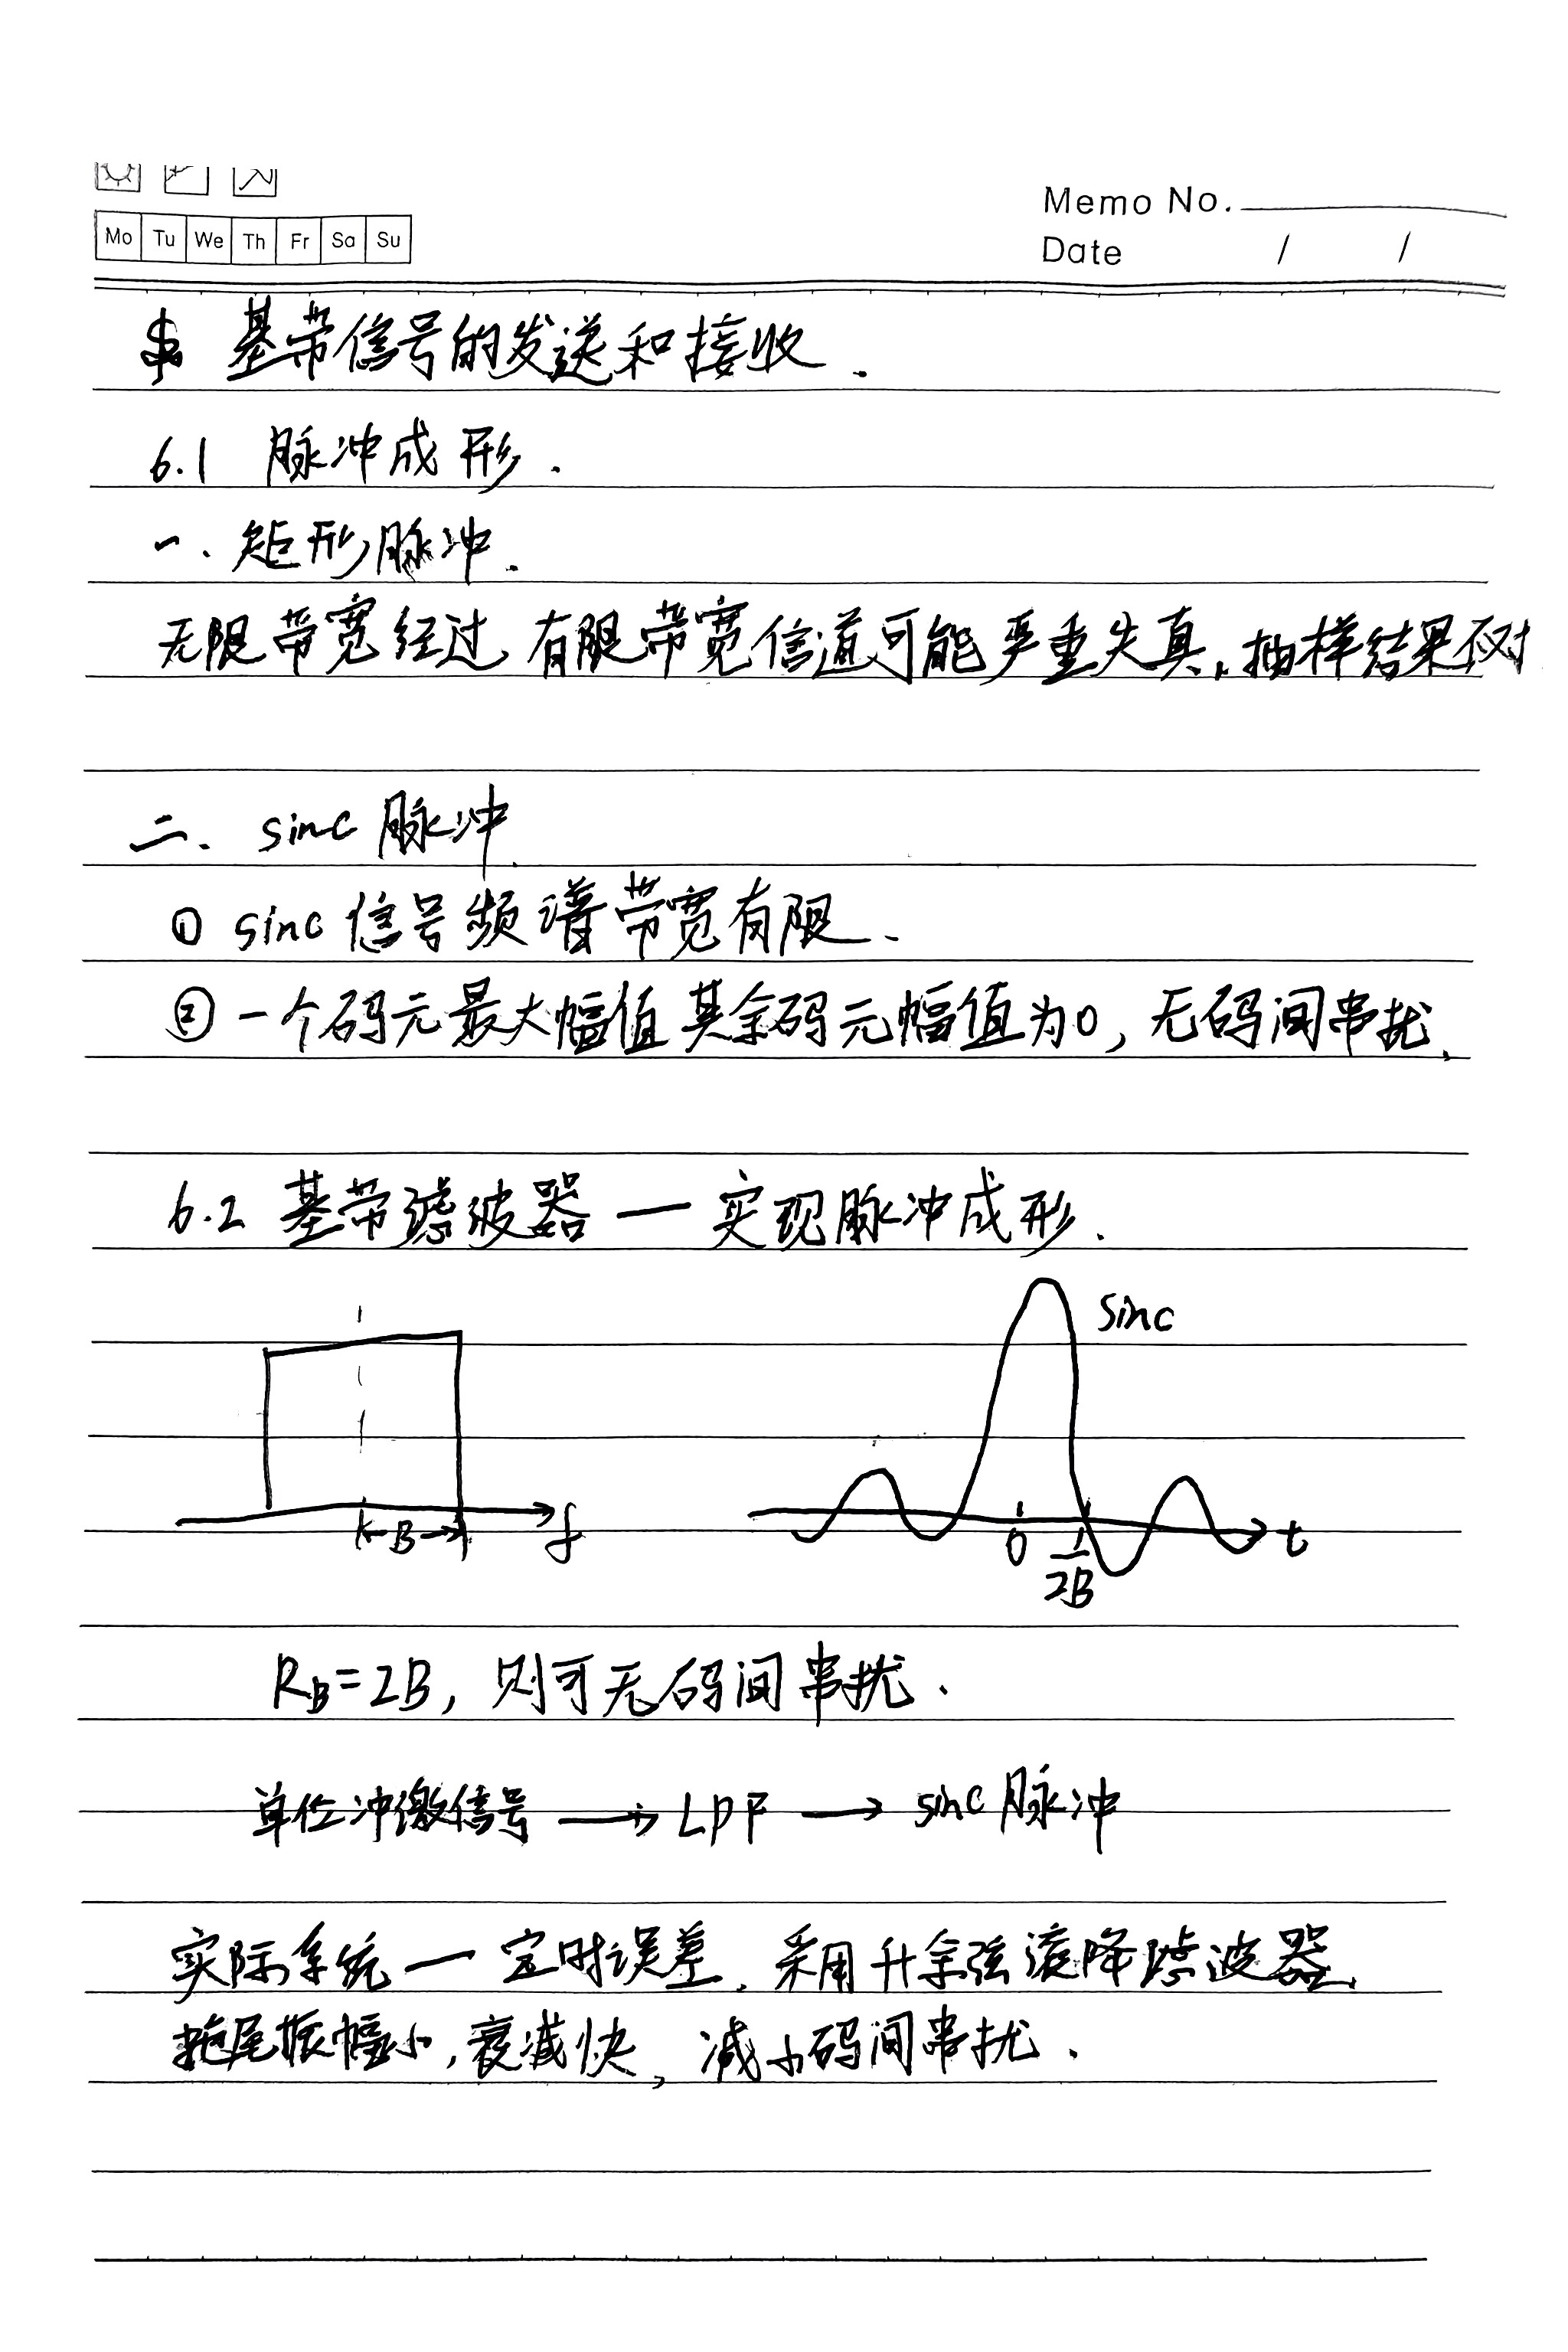 Mo Tu We Th Fr Sa Su
Memo No.
Date / /
基带信号的发送和接收.
6.1 脉冲成形.
一. 矩形脉冲.
无限带宽经过有限带宽信道可能严重失真, 抽样结果
二. sinc 脉冲.
① sinc 信号频谱带宽有限.
② 一个码元最大幅值其余码元幅值为0, 无码间串扰.
6.2 基带滤波器 — 实现脉冲成形.
sinc
B f
0 1/2B t
R_B=2B, 则可无码间串扰.
单位冲激信号 → LPF → sinc 脉冲
实际系统 — 定时误差. 采用升余弦滚降滤波器.
拖尾振幅小, 衰减快, 减小码间串扰.